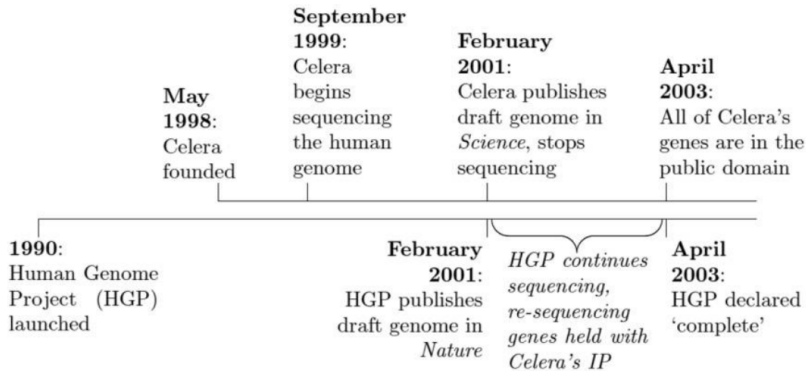 May
1998:
Celera
founded
September
1999:
Celera
begins
sequencing
the human
genome
February
2001:
Celera publishes
draft genome in
Science, stops
sequencing
April
2003:
All of Celera's
genes are in the
public domain
1990:
Human Genome
Project (HGP)
launched
February
2001:
HGP publishes
draft genome in
Nature
HGP continues
sequencing,
re-sequencing
genes held with
Celera's IP
April
2003:
HGP declared
‘complete’